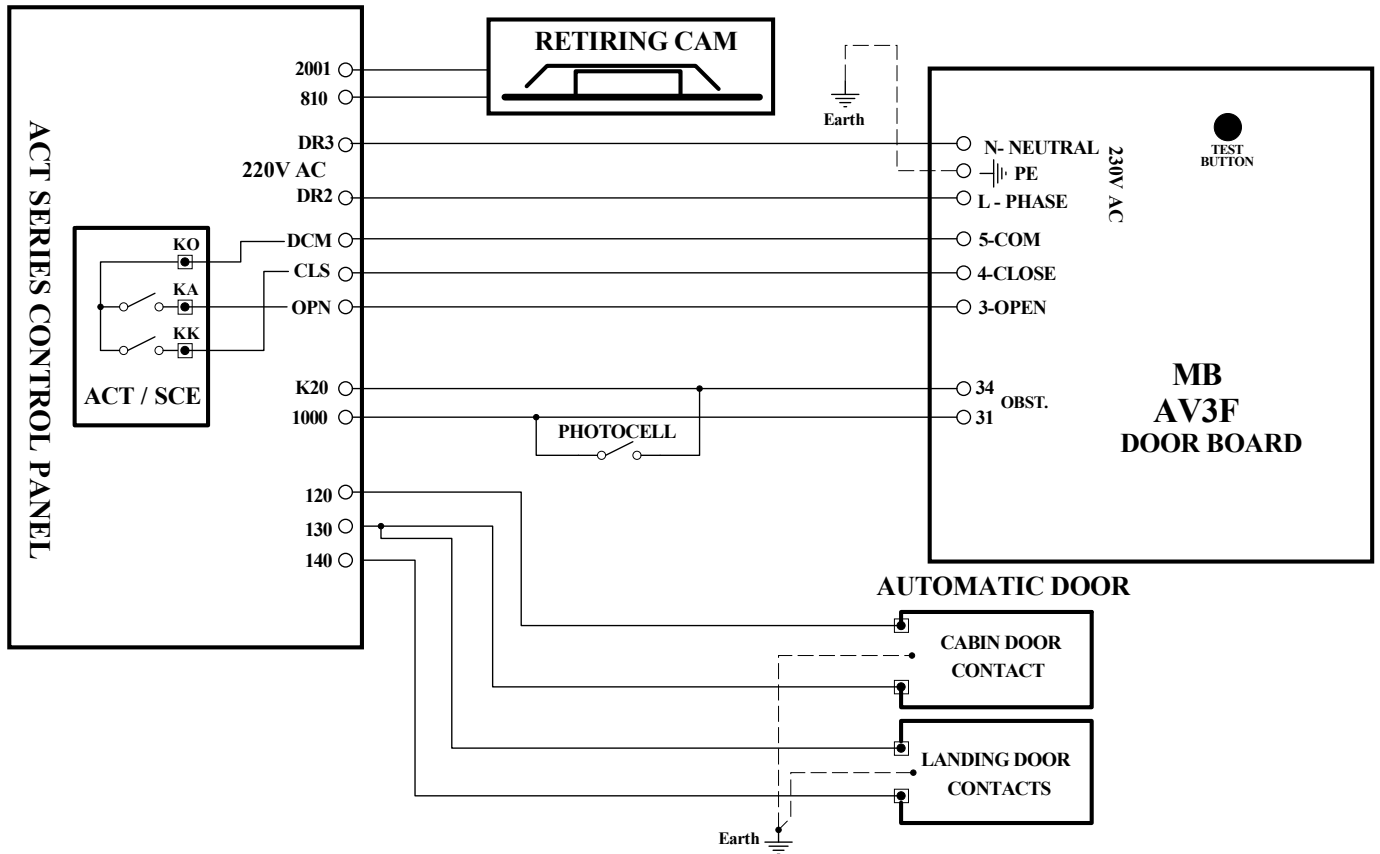 ACT SERIES CONTROL PANEL
2001
810
DR3
220V AC
DR2
DCM
CLS
OPN
K20
1000
120
130
140
KO
KA
KK
ACT / SCE
RETIRING CAM
Earth
N- NEUTRAL
PE
L - PHASE
230V AC
5-COM
4-CLOSE
3-OPEN
34
OBST.
31
TEST
BUTTON
MB
AV3F
DOOR BOARD
PHOTOCELL
AUTOMATIC DOOR
CABIN DOOR
CONTACT
LANDING DOOR
CONTACTS
Earth